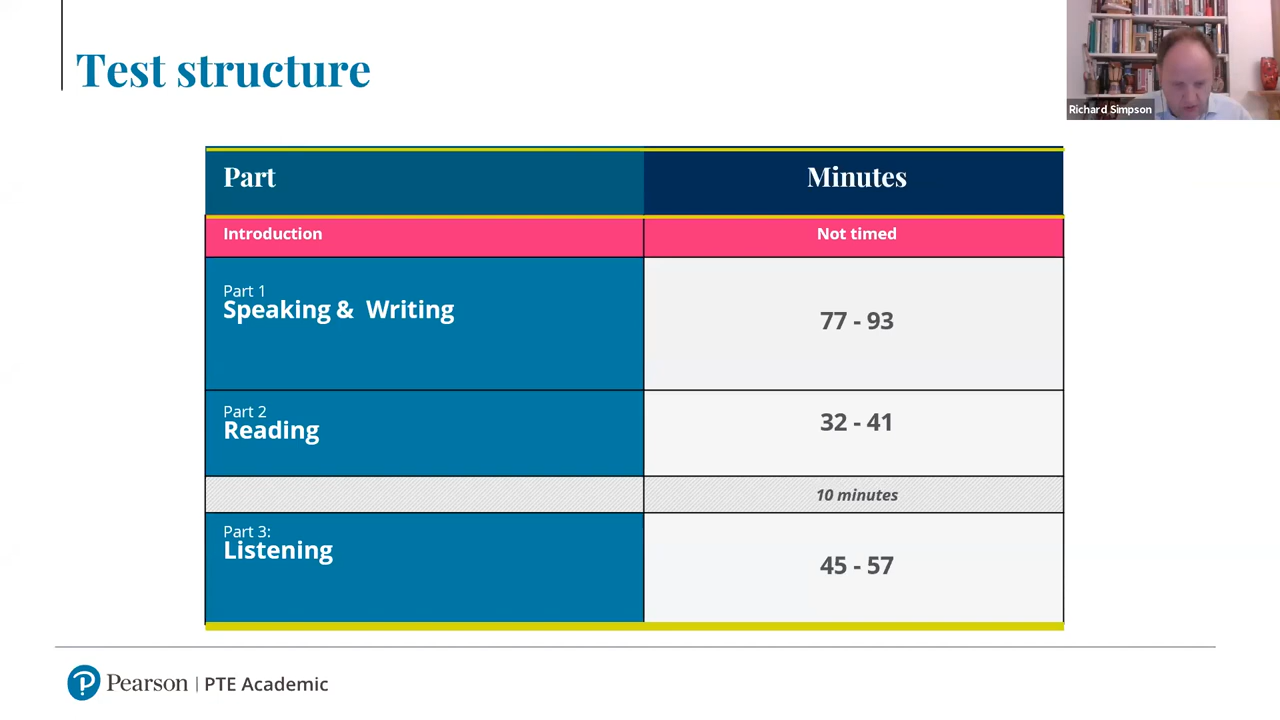 Test structure
Richard Simpson
Part Minutes
Introduction Not timed
Part 1
Speaking & Writing
77 - 93
Part 2
Reading
32 - 41
10 minutes
Part 3:
Listening
45 - 57
Pearson | PTE Academic